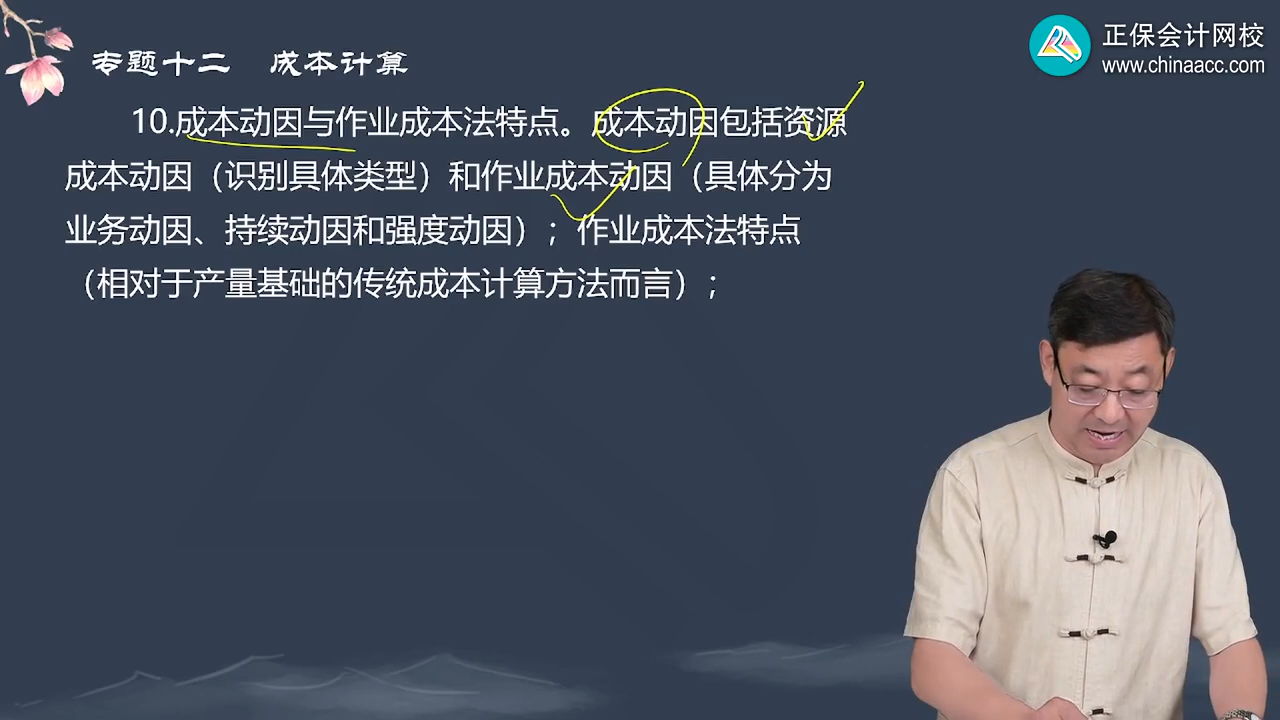 专题十二 成本计算
正保会计网校
www.chinaacc.com
10.成本动因与作业成本法特点。成本动因包括资源
成本动因（识别具体类型）和作业成本动因（具体分为
业务动因、持续动因和强度动因）；作业成本法特点
（相对于产量基础的传统成本计算方法而言）；